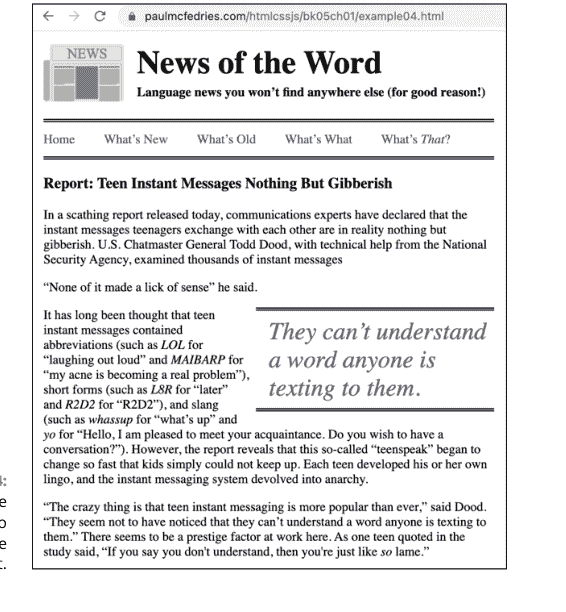 paulmcfedries.com/htmlcssjs/bk05ch01/example04.html
NEWS
News of the Word
Language news you won't find anywhere else (for good reason!)
Home What's New What's Old What's What What's That?
Report: Teen Instant Messages Nothing But Gibberish
In a scathing report released today, communications experts have declared that the
instant messages teenagers exchange with each other are in reality nothing but
gibberish. U.S. Chatmaster General Todd Dood, with technical help from the National
Security Agency, examined thousands of instant messages
“None of it made a lick of sense” he said.
It has long been thought that teen
instant messages contained
abbreviations (such as LOL for
“laughing out loud” and MAIBARP for
“my acne is becoming a real problem”),
short forms (such as L8R for “later”
and R2D2 for “R2D2”), and slang
(such as whassup for “what's up” and
They can't understand
a word anyone is
texting to them.
yo for “Hello, I am pleased to meet your acquaintance. Do you wish to have a
conversation?”). However, the report reveals that this so-called “teenspeak” began to
change so fast that kids simply could not keep up. Each teen developed his or her own
lingo, and the instant messaging system devolved into anarchy.
“The crazy thing is that teen instant messaging is more popular than ever,” said Dood.
“They seem not to have noticed that they can't understand a word anyone is texting to
them.” There seems to be a prestige factor at work here. As one teen quoted in the
study said, “If you say you don't understand, then you're just like so lame.”